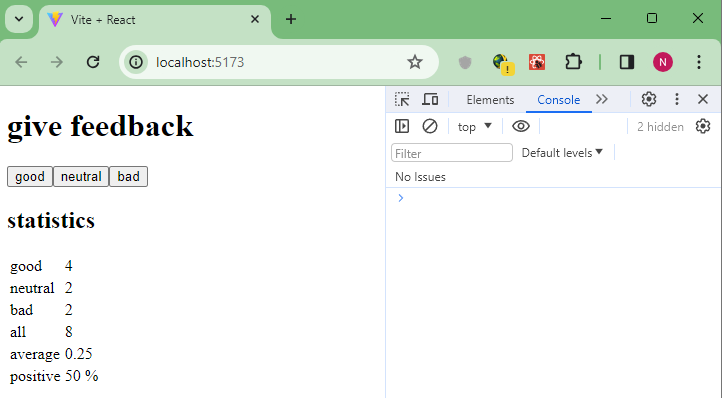 Vite + React
localhost:5173
N
give feedback
good neutral bad
statistics
good 4
neutral 2
bad 2
all 8
average 0.25
positive 50 %
Elements Console
top 2 hidden
Filter Default levels
No Issues